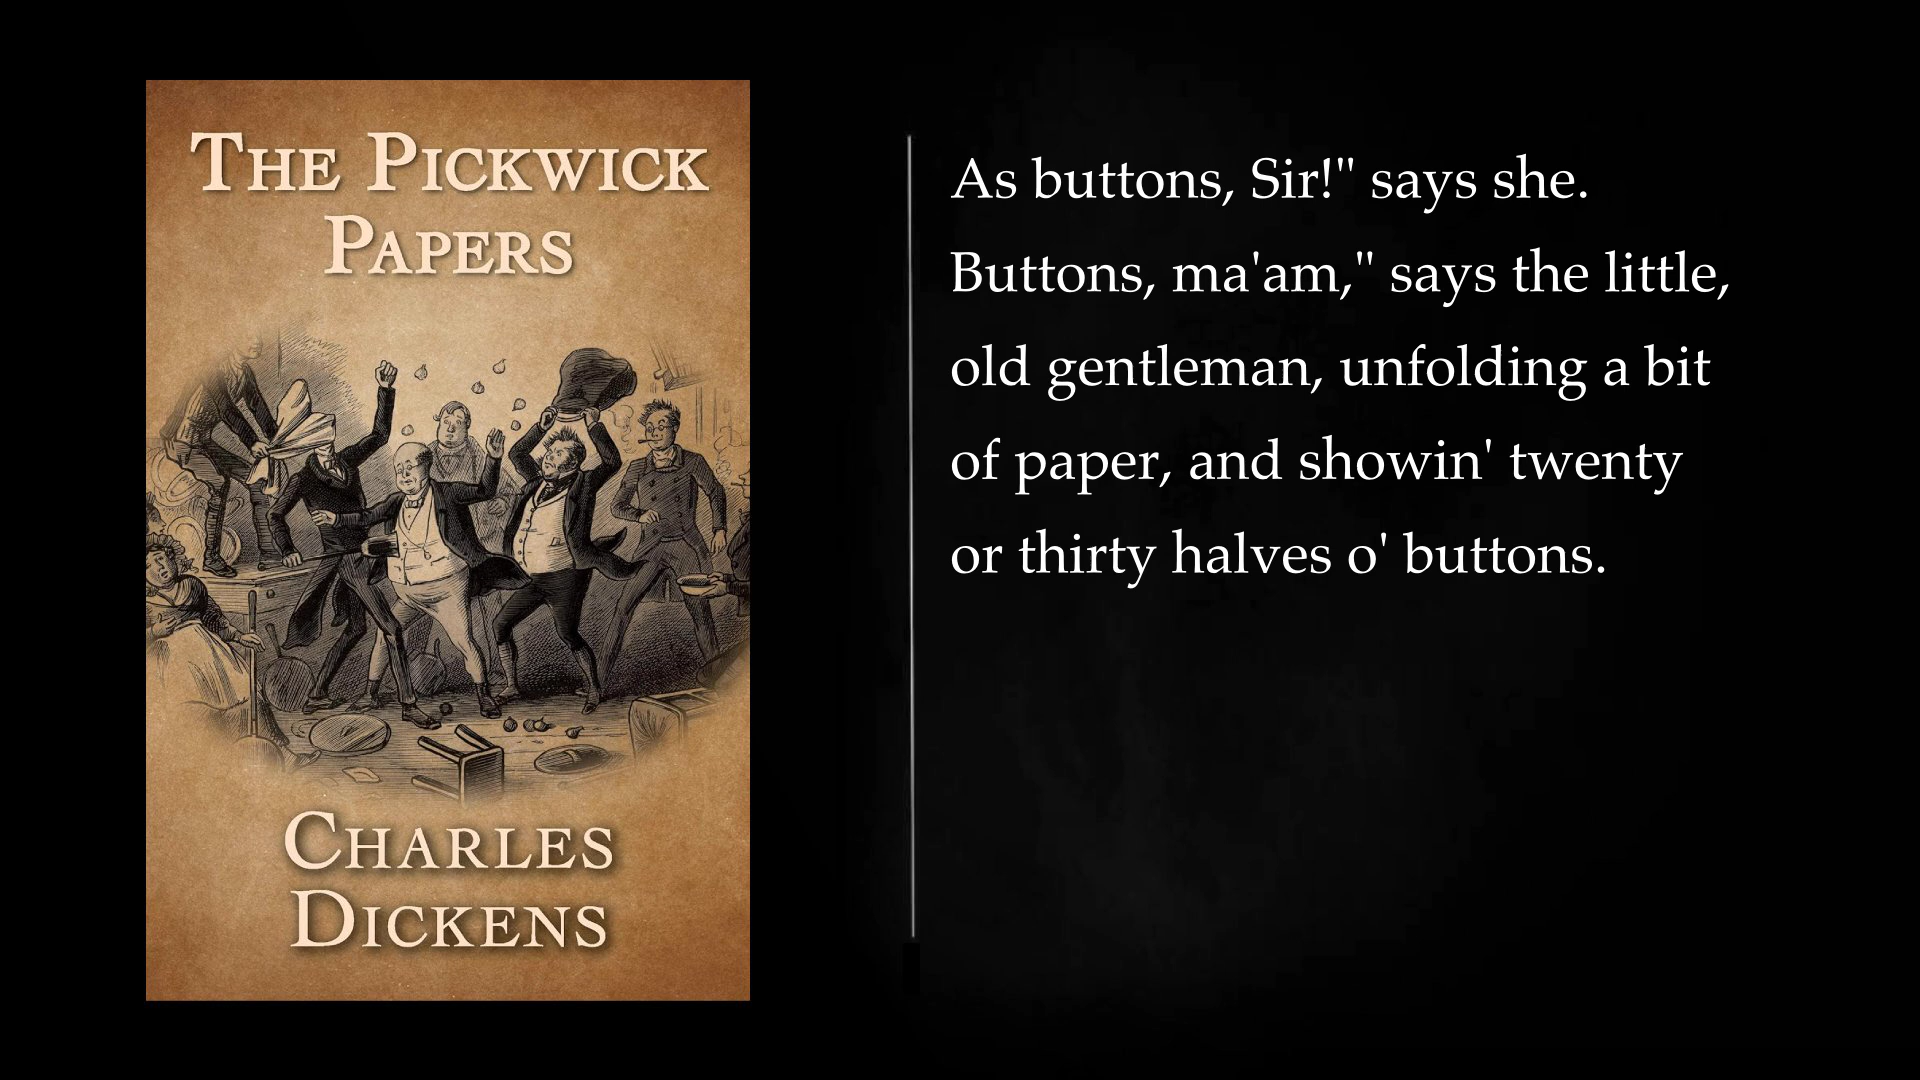 The Pickwick
Papers
Charles
Dickens
As buttons, Sir!" says she.
Buttons, ma'am," says the little,
old gentleman, unfolding a bit
of paper, and showin' twenty
or thirty halves o' buttons.